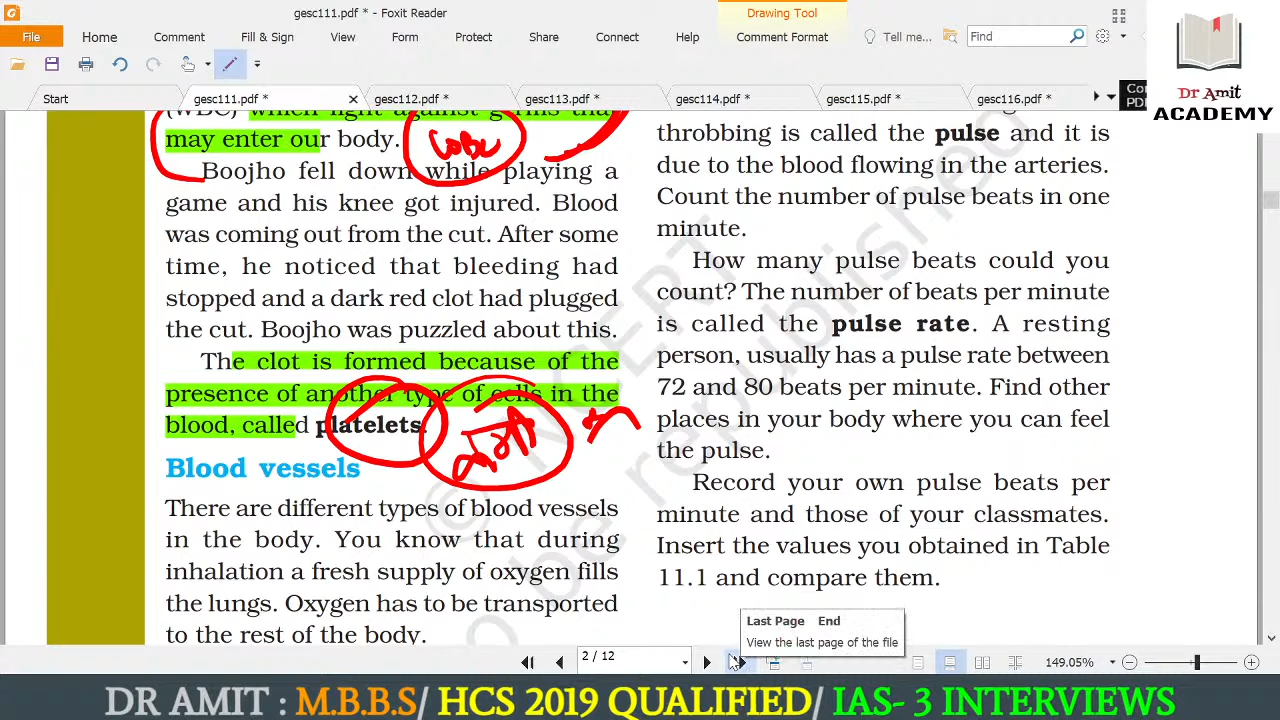 gesc111.pdf * - Foxit Reader
Drawing Tool
File Home Comment Fill & Sign View Form Protect Share Connect Help Comment Format Tell me... Find
Start gesc111.pdf * gesc112.pdf * gesc113.pdf * gesc114.pdf * gesc115.pdf * gesc116.pdf *
Dr Amit
ACADEMY
(WBC) which fight against germs that
may enter our body.
Boojho fell down while playing a
game and his knee got injured. Blood
was coming out from the cut. After some
time, he noticed that bleeding had
stopped and a dark red clot had plugged
the cut. Boojho was puzzled about this.
The clot is formed because of the
presence of another type of cells in the
blood, called platelets.
Blood vessels
There are different types of blood vessels
in the body. You know that during
inhalation a fresh supply of oxygen fills
the lungs. Oxygen has to be transported
to the rest of the body.
throbbing is called the pulse and it is
due to the blood flowing in the arteries.
Count the number of pulse beats in one
minute.
How many pulse beats could you
count? The number of beats per minute
is called the pulse rate. A resting
person, usually has a pulse rate between
72 and 80 beats per minute. Find other
places in your body where you can feel
the pulse.
Record your own pulse beats per
minute and those of your classmates.
Insert the values you obtained in Table
11.1 and compare them.
© NCERT
be republished
Last Page End
View the last page of the file
2 / 12
149.05%
DR AMIT : M.B.B.S/ HCS 2019 QUALIFIED/ IAS- 3 INTERVIEWS